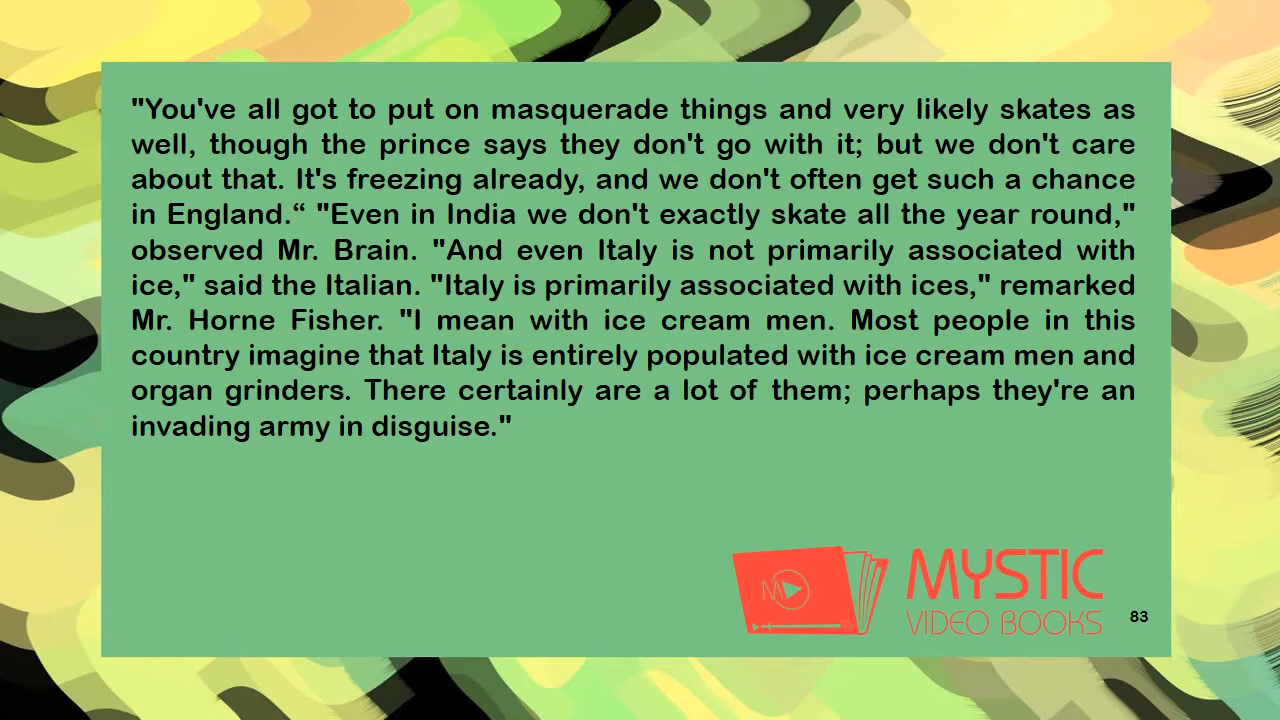 "You've all got to put on masquerade things and very likely skates as
well, though the prince says they don't go with it; but we don't care
about that. It's freezing already, and we don't often get such a chance
in England.“ "Even in India we don't exactly skate all the year round,"
observed Mr. Brain. "And even Italy is not primarily associated with
ice," said the Italian. "Italy is primarily associated with ices," remarked
Mr. Horne Fisher. "I mean with ice cream men. Most people in this
country imagine that Italy is entirely populated with ice cream men and
organ grinders. There certainly are a lot of them; perhaps they're an
invading army in disguise."
M
MYSTIC
VIDEO BOOKS
83